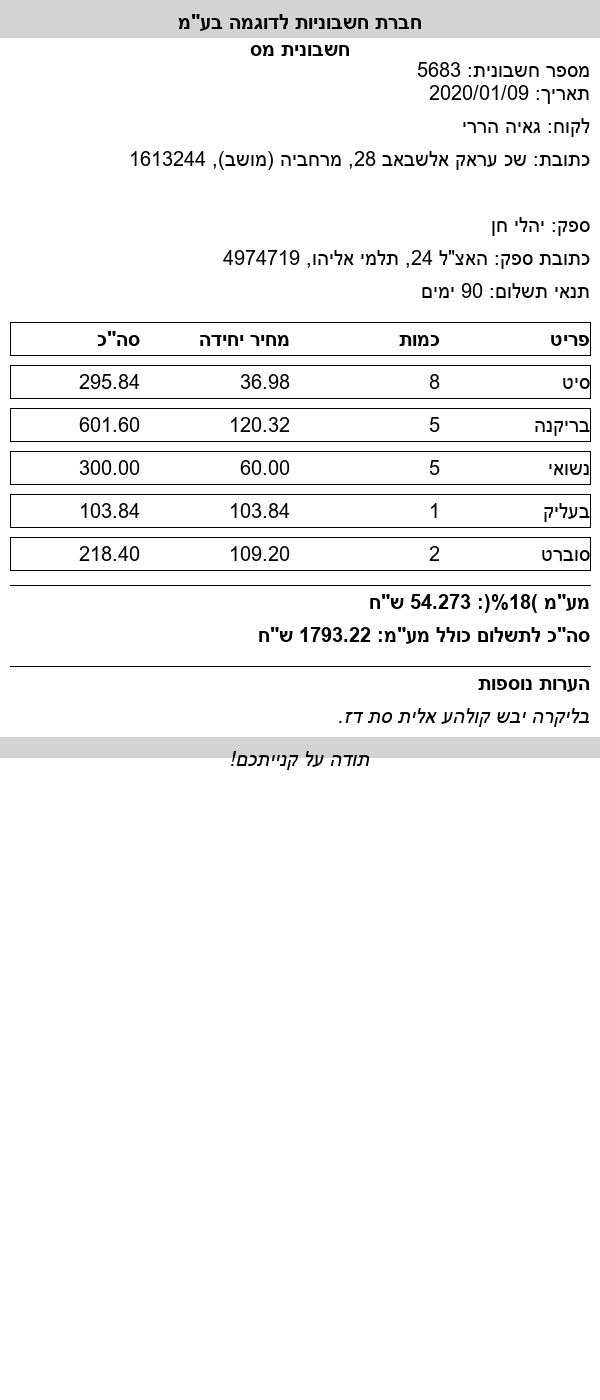 חברת חשבוניות לדוגמה בע"מ
חשבונית מס
מספר חשבונית: 5683
תאריך: 2020/01/09
לקוח: גאיה הררי
כתובת: שכ עראק אלשבאב 28, מרחביה (מושב), 1613244
ספק: יהלי חן
כתובת ספק: האצ"ל 24, תלמי אליהו, 4974719
תנאי תשלום: 90 ימים
פריט כמות מחיר יחידה סה"כ
סיט 8 36.98 295.84
בריקנה 5 120.32 601.60
נשואי 5 60.00 300.00
בעליק 1 103.84 103.84
סוברט 2 109.20 218.40
מע"מ )18%(: 54.273 ש"ח
סה"כ לתשלום כולל מע"מ: 1793.22 ש"ח
הערות נוספות
בליקרה יבש קולהע אלית סת דז.
תודה על קנייתכם!